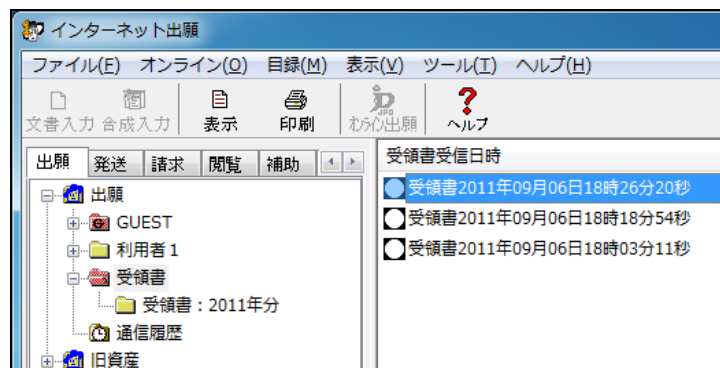 インターネット出願
ファイル(F) オンライン(O) 目録(M) 表示(V) ツール(T) ヘルプ(H)
文書入力 合成入力 表示 印刷 オンライン出願 ヘルプ
出願 発送 請求 閲覧 補助
受領書受信日時
出願
GUEST
利用者1
受領書
受領書：2011年分
通信履歴
旧資産
受領書2011年09月06日18時26分20秒
受領書2011年09月06日18時18分54秒
受領書2011年09月06日18時03分11秒